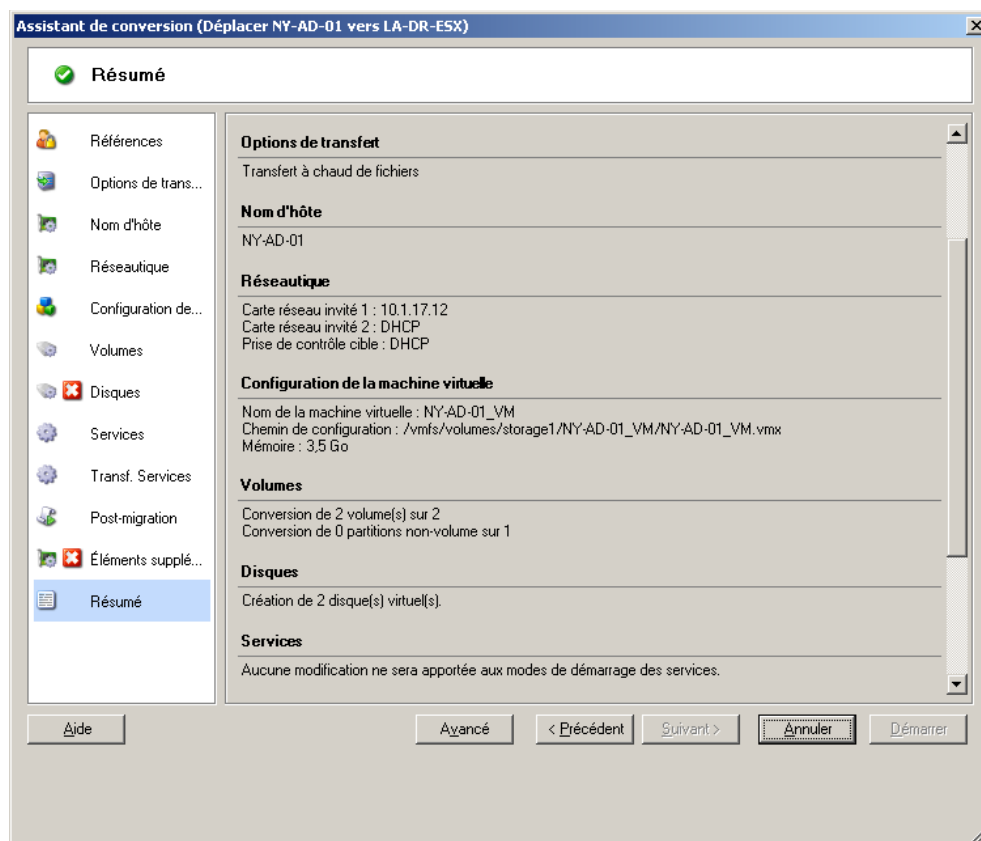 Assistant de conversion (Déplacer NY-AD-01 vers LA-DR-ESX)
Résumé
Références
Options de trans...
Nom d'hôte
Réseautique
Configuration de...
Volumes
Disques
Services
Transf. Services
Post-migration
Éléments supplé...
Résumé
Options de transfert
Transfert à chaud de fichiers
Nom d'hôte
NY-AD-01
Réseautique
Carte réseau invité 1 : 10.1.17.12
Carte réseau invité 2 : DHCP
Prise de contrôle cible : DHCP
Configuration de la machine virtuelle
Nom de la machine virtuelle : NY-AD-01_VM
Chemin de configuration : /vmfs/volumes/storage1/NY-AD-01_VM/NY-AD-01_VM.vmx
Mémoire : 3,5 Go
Volumes
Conversion de 2 volume(s) sur 2
Conversion de 0 partitions non-volume sur 1
Disques
Création de 2 disque(s) virtuel(s).
Services
Aucune modification ne sera apportée aux modes de démarrage des services.
Aide
Avancé
< Précédent
Suivant >
Annuler
Démarrer